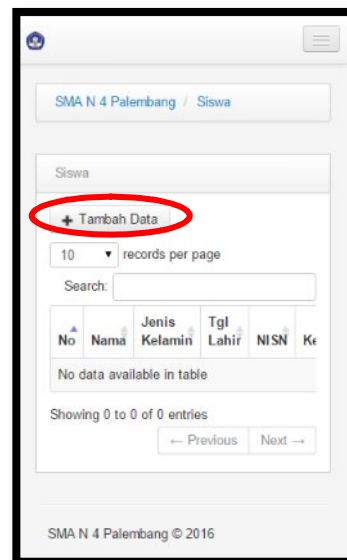 SMA N 4 Palembang / Siswa
Siswa
+ Tambah Data
10 records per page
Search:
No Nama Jenis Kelamin Tgl Lahir NISN
No data available in table
Showing 0 to 0 of 0 entries
← Previous Next →
SMA N 4 Palembang © 2016